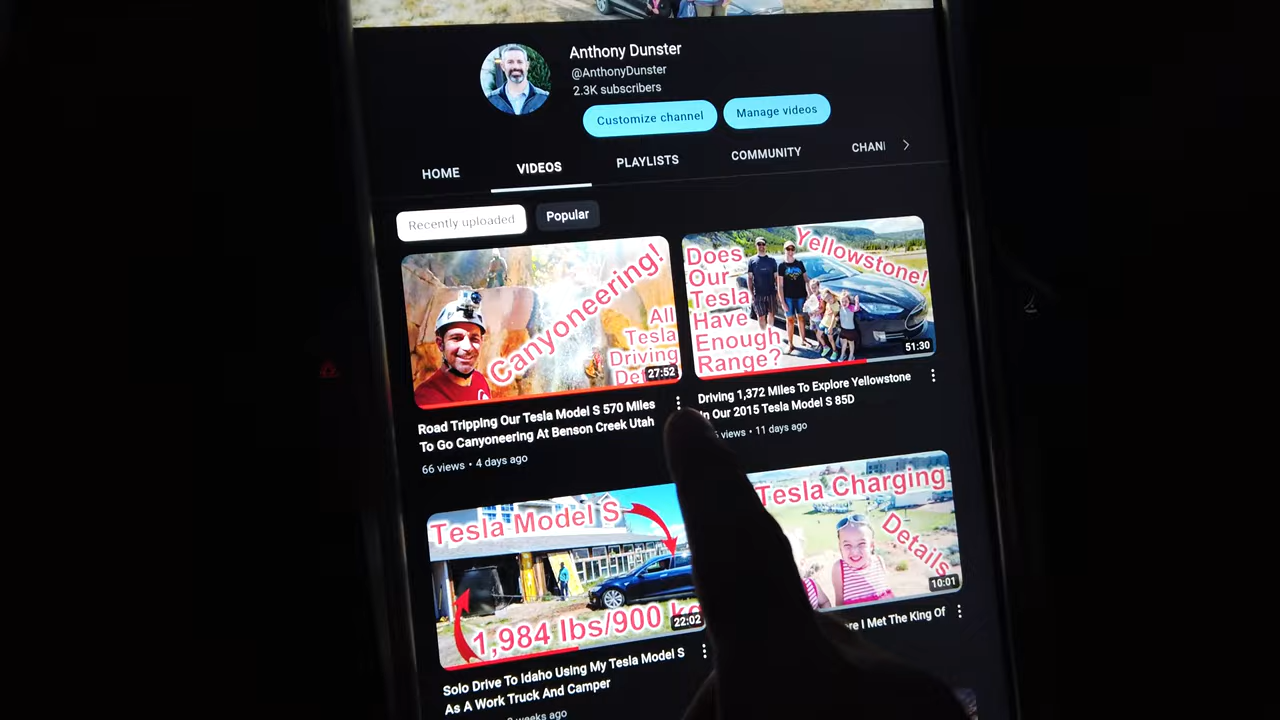 Anthony Dunster
@AnthonyDunster
2.3K subscribers
Customize channel
Manage videos
HOME
VIDEOS
PLAYLISTS
COMMUNITY
Recently uploaded
Popular
Canyoneering!
All
Tesla
Driving
27:52
Road Tripping Our Tesla Model S 570 Miles
To Go Canyoneering At Benson Creek Utah
66 views • 4 days ago
Does
Our
Tesla
Have
Enough
Range?
Yellowstone!
51:30
Driving 1,372 Miles To Explore Yellowstone
In Our 2015 Tesla Model S 85D
views • 11 days ago
Tesla Model S
1,984 lbs/900
22:02
Solo Drive To Idaho Using My Tesla Model S
As A Work Truck And Camper
weeks ago
Tesla Charging
Details
10:01
I Met The King Of